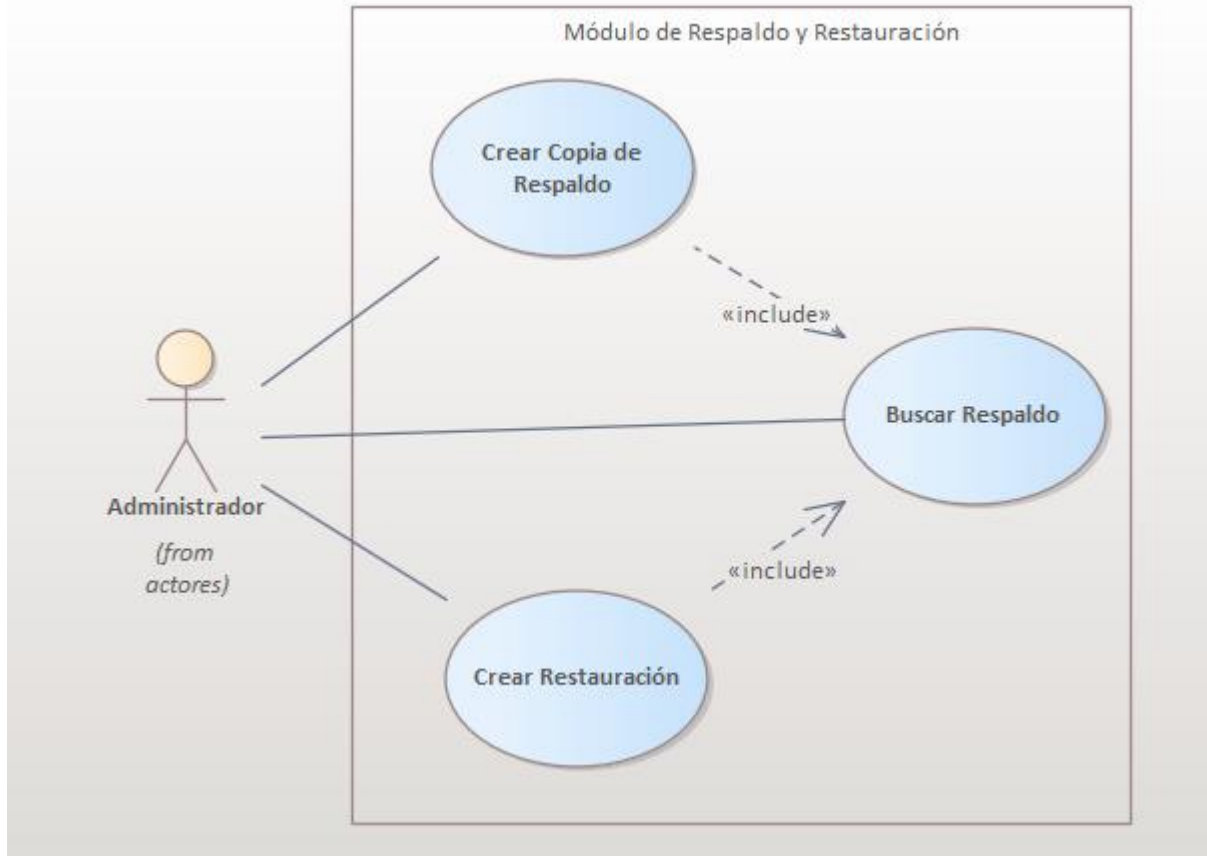 Módulo de Respaldo y Restauración
Crear Copia de
Respaldo
«include»
Buscar Respaldo
Administrador
(from
actores)
«include»
Crear Restauración